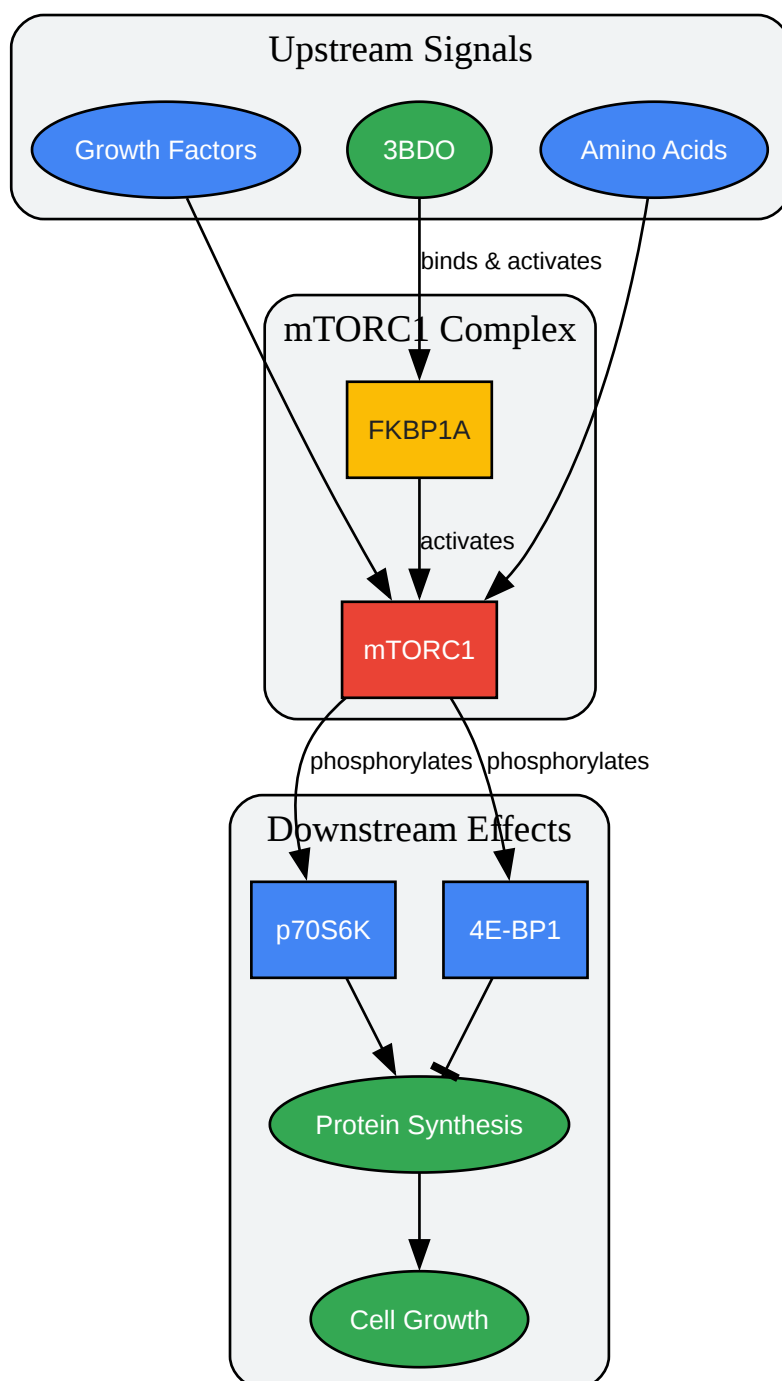 Upstream Signals
Growth Factors
3BDO
Amino Acids
binds & activates
mTORC1 Complex
FKBP1A
activates
mTORC1
phosphorylates
phosphorylates
Downstream Effects
p70S6K
4E-BP1
Protein Synthesis
Cell Growth